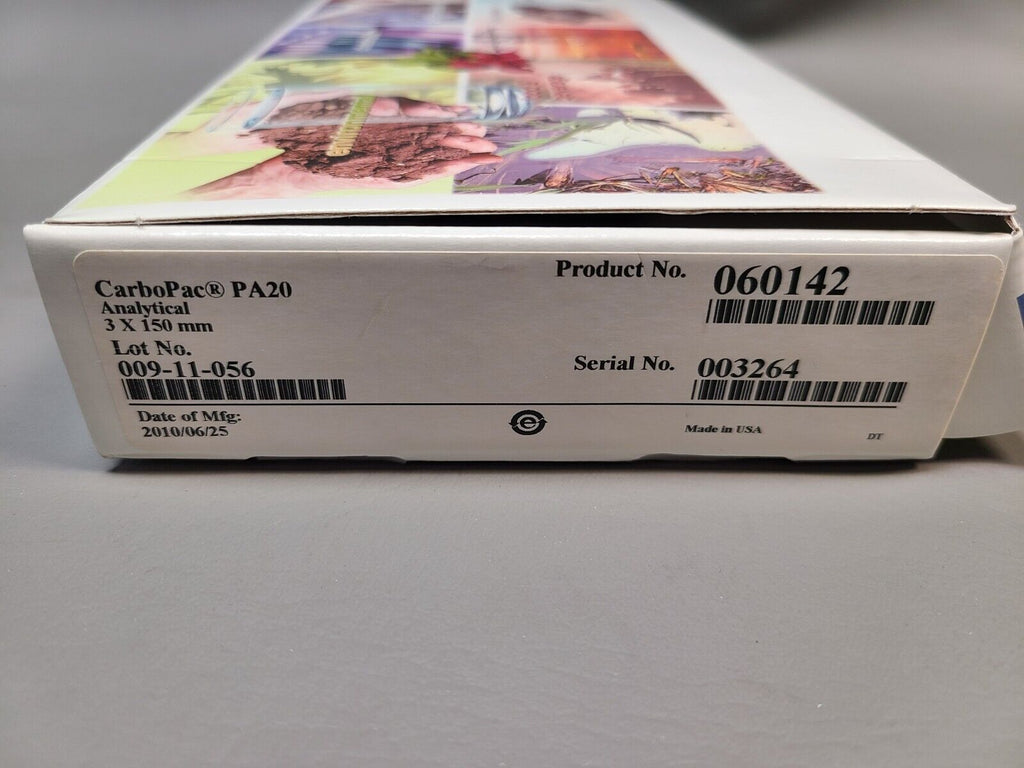 CarboPac® PA20
Analytical
3 X 150 mm
Lot No.
009-11-056
Date of Mfg:
2010/06/25
Product No. 060142
Serial No. 003264
e
Made in USA
DT